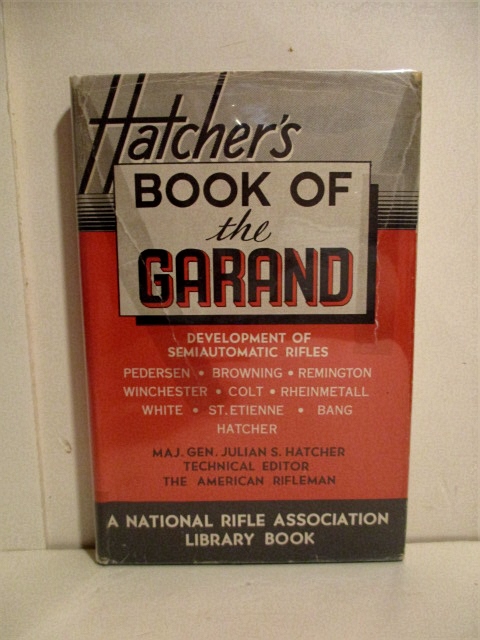 Hatcher's
BOOK OF
the
GARAND
DEVELOPMENT OF
SEMIAUTOMATIC RIFLES
PEDERSEN • BROWNING • REMINGTON
WINCHESTER • COLT • RHEINMETALL
WHITE • ST. ETIENNE • BANG
HATCHER
MAJ. GEN. JULIAN S. HATCHER
TECHNICAL EDITOR
THE AMERICAN RIFLEMAN
A NATIONAL RIFLE ASSOCIATION
LIBRARY BOOK